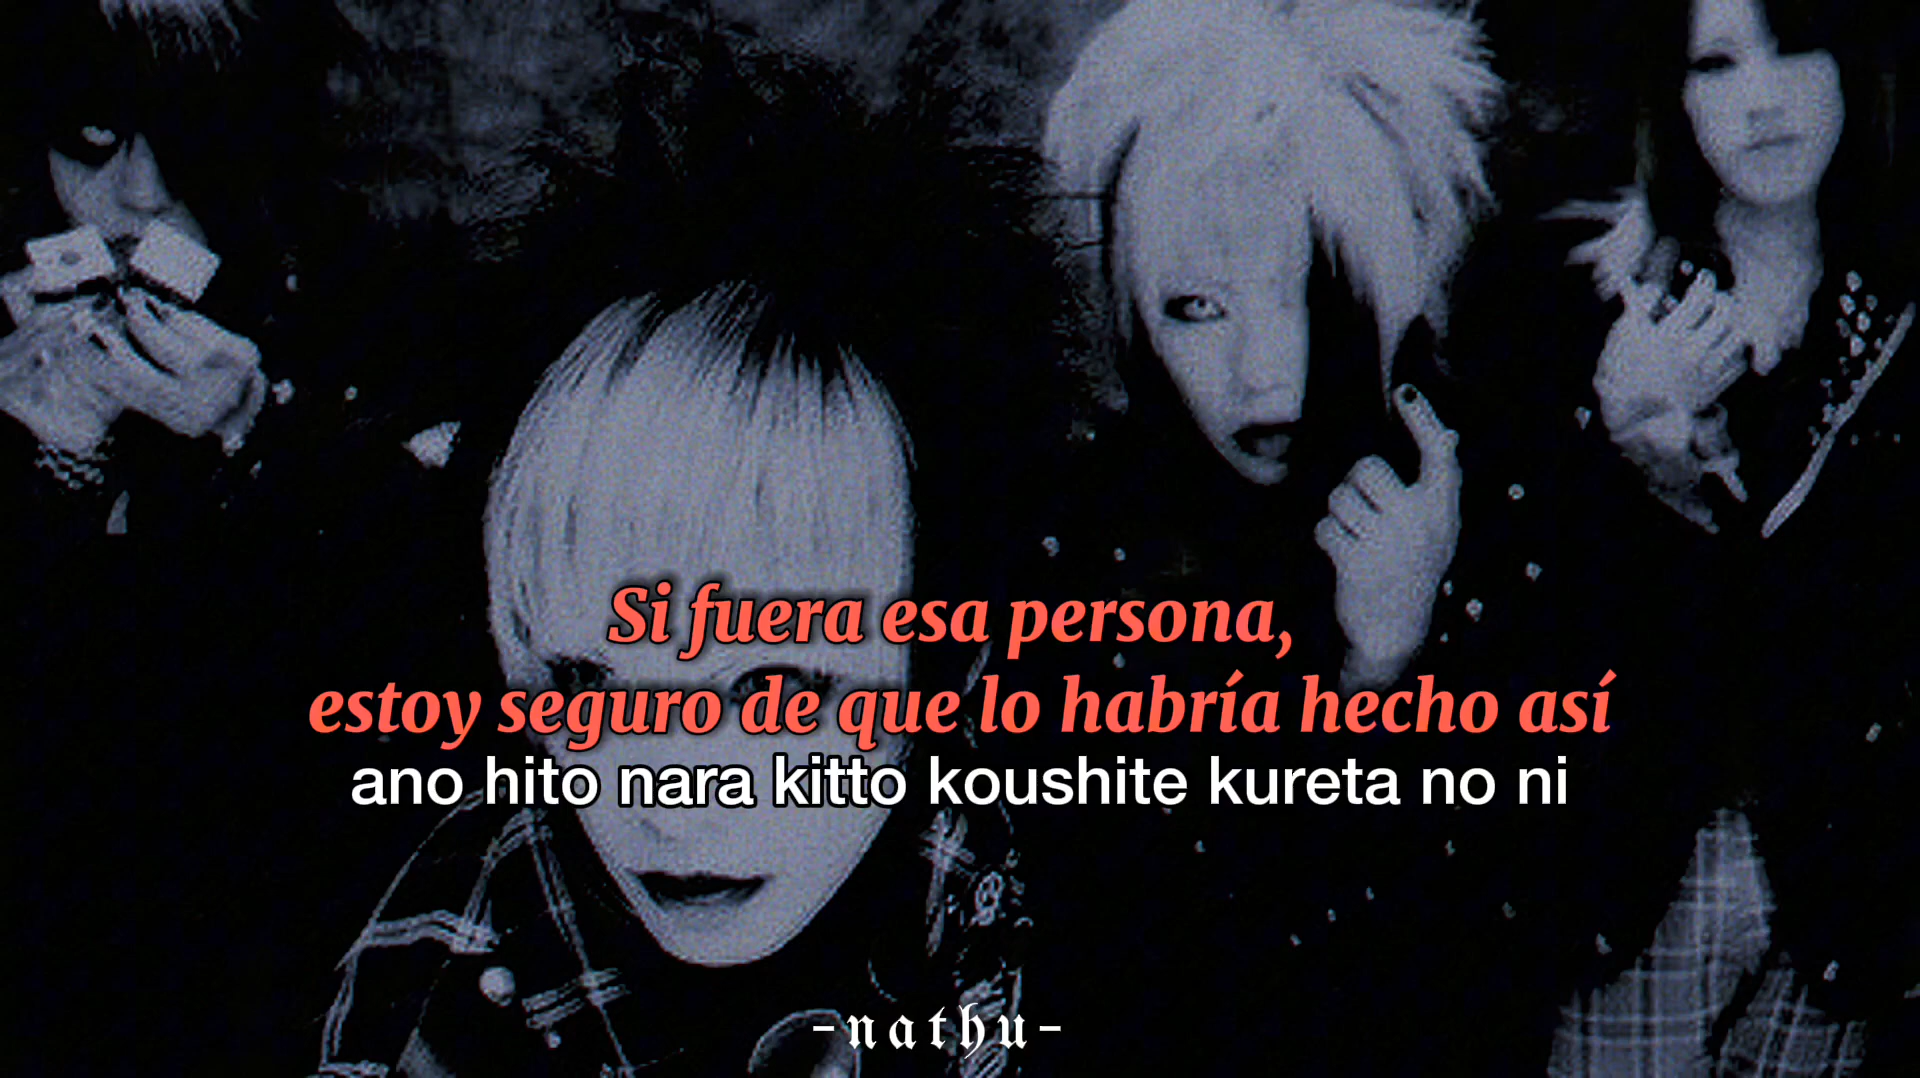 Si fuera esa persona,
estoy seguro de que lo habría hecho así
ano hito nara kitto koushite kureta no ni
-nathu-